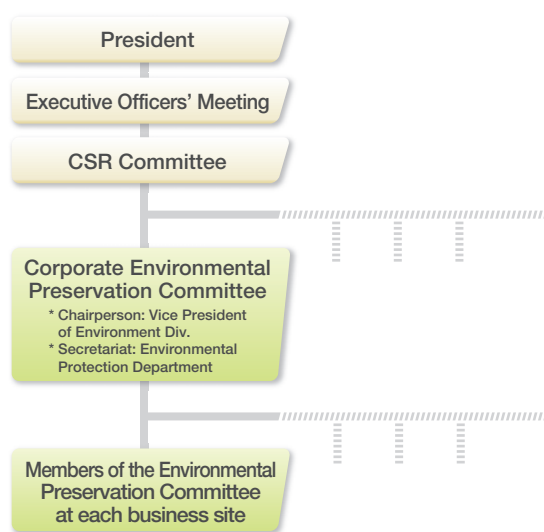 President
Executive Officers’ Meeting
CSR Committee
Corporate Environmental
Preservation Committee
* Chairperson: Vice President
of Environment Div.
* Secretariat: Environmental
Protection Department
Members of the Environmental
Preservation Committee
at each business site